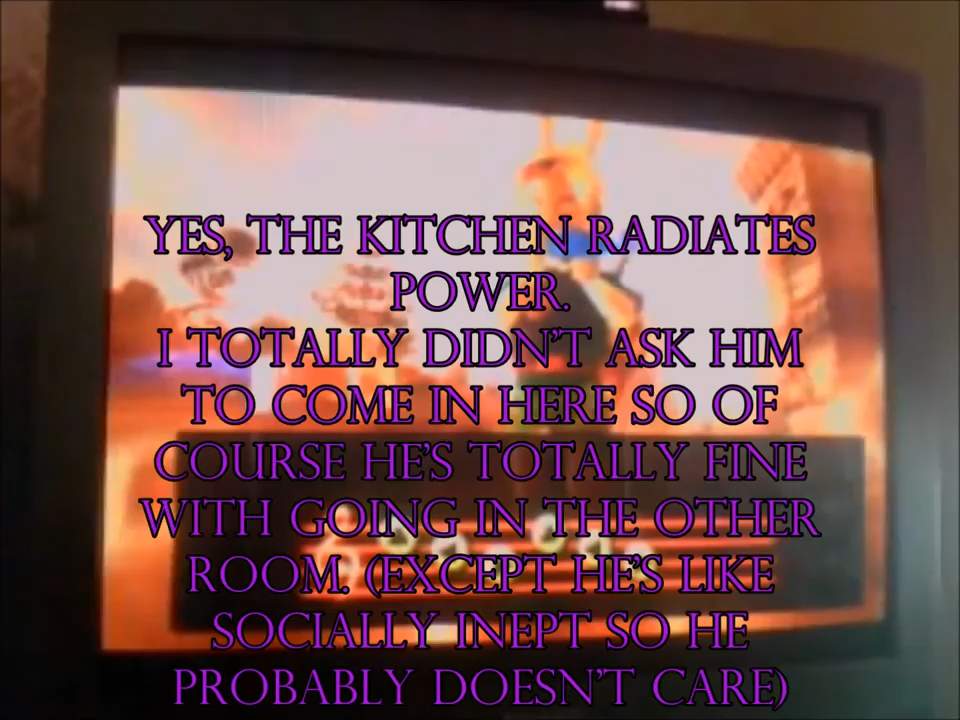 YES, THE KITCHEN RADIATES
POWER.
I TOTALLY DIDN'T ASK HIM
TO COME IN HERE SO OF
COURSE HE'S TOTALLY FINE
WITH GOING IN THE OTHER
ROOM. (EXCEPT HE'S LIKE
SOCIALLY INEPT SO HE
PROBABLY DOESN'T CARE)